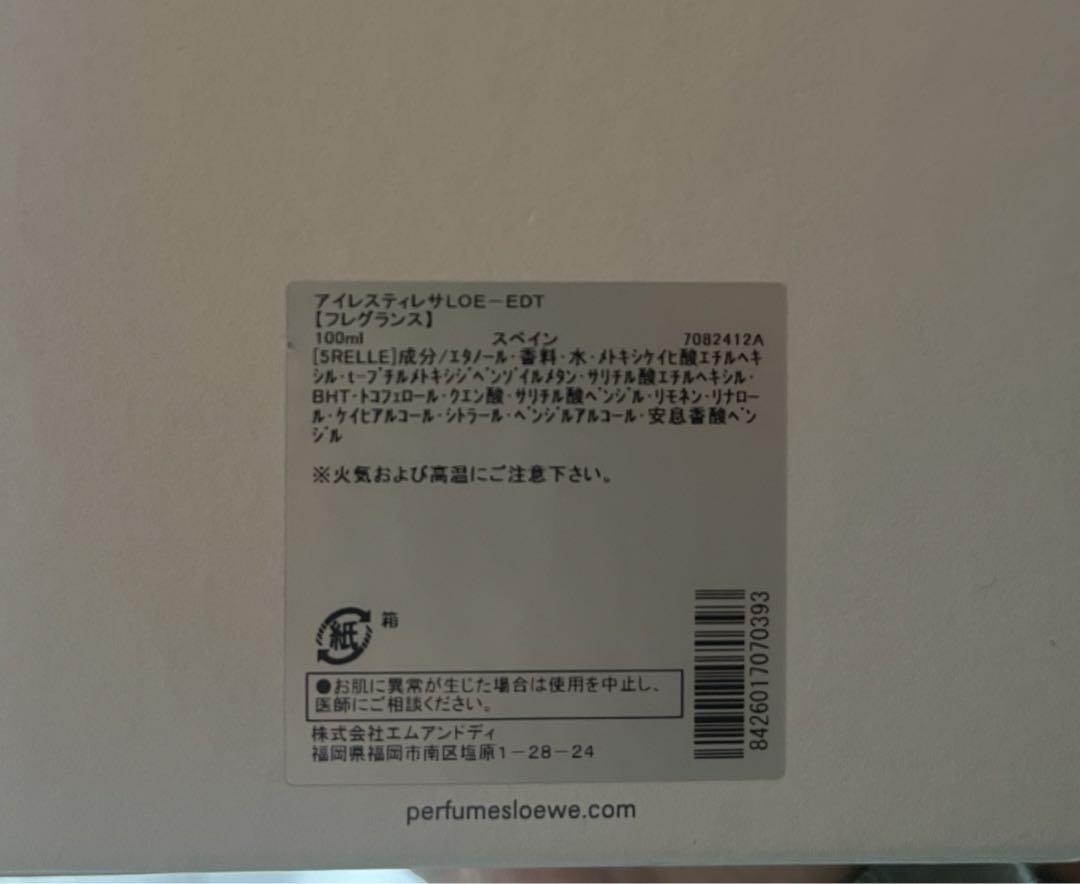 アイレスティレサLOE－EDT
【フレグランス】
100ml スペイン 7082412A
[5RELLE]成分/ｴﾀﾉｰﾙ・香料・水・ﾒﾄｷｼｹｲﾋ酸ｴﾁﾙﾍｷ
ｼﾙ・t-ﾌﾞﾁﾙﾒﾄｷｼｼﾞﾍﾞﾝｿﾞｲﾙﾒﾀﾝ・ｻﾘﾁﾙ酸ｴﾁﾙﾍｷｼﾙ・
BHT・ﾄｺﾌｪﾛｰﾙ・ｸｴﾝ酸・ｻﾘﾁﾙ酸ﾍﾞﾝｼﾞﾙ・ﾘﾓﾈﾝ・ﾘﾅﾛｰ
ﾙ・ｹｲﾋｱﾙｺｰﾙ・ｼﾄﾗｰﾙ・ﾍﾞﾝｼﾞﾙｱﾙｺｰﾙ・安息香酸ﾍﾞﾝ
ｼﾞﾙ
※火気および高温にご注意下さい。
紙 箱
●お肌に異常が生じた場合は使用を中止し、
医師にご相談ください。
株式会社エムアンドディ
福岡県福岡市南区塩原1－28－24
8426017070393
perfumesloewe.com